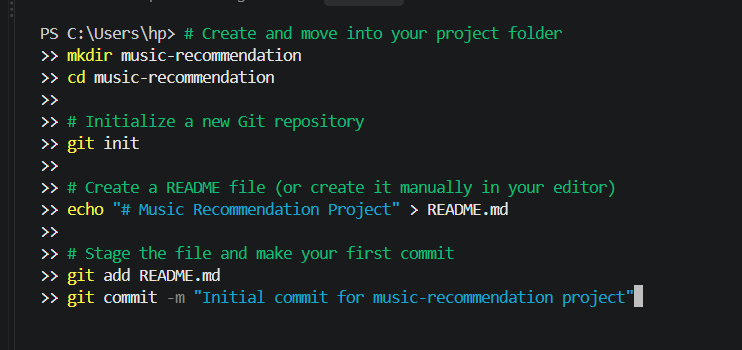 PS C:\Users\hp> # Create and move into your project folder
>> mkdir music-recommendation
>> cd music-recommendation
>>
>> # Initialize a new Git repository
>> git init
>>
>> # Create a README file (or create it manually in your editor)
>> echo "# Music Recommendation Project" > README.md
>>
>> # Stage the file and make your first commit
>> git add README.md
>> git commit -m "Initial commit for music-recommendation project"